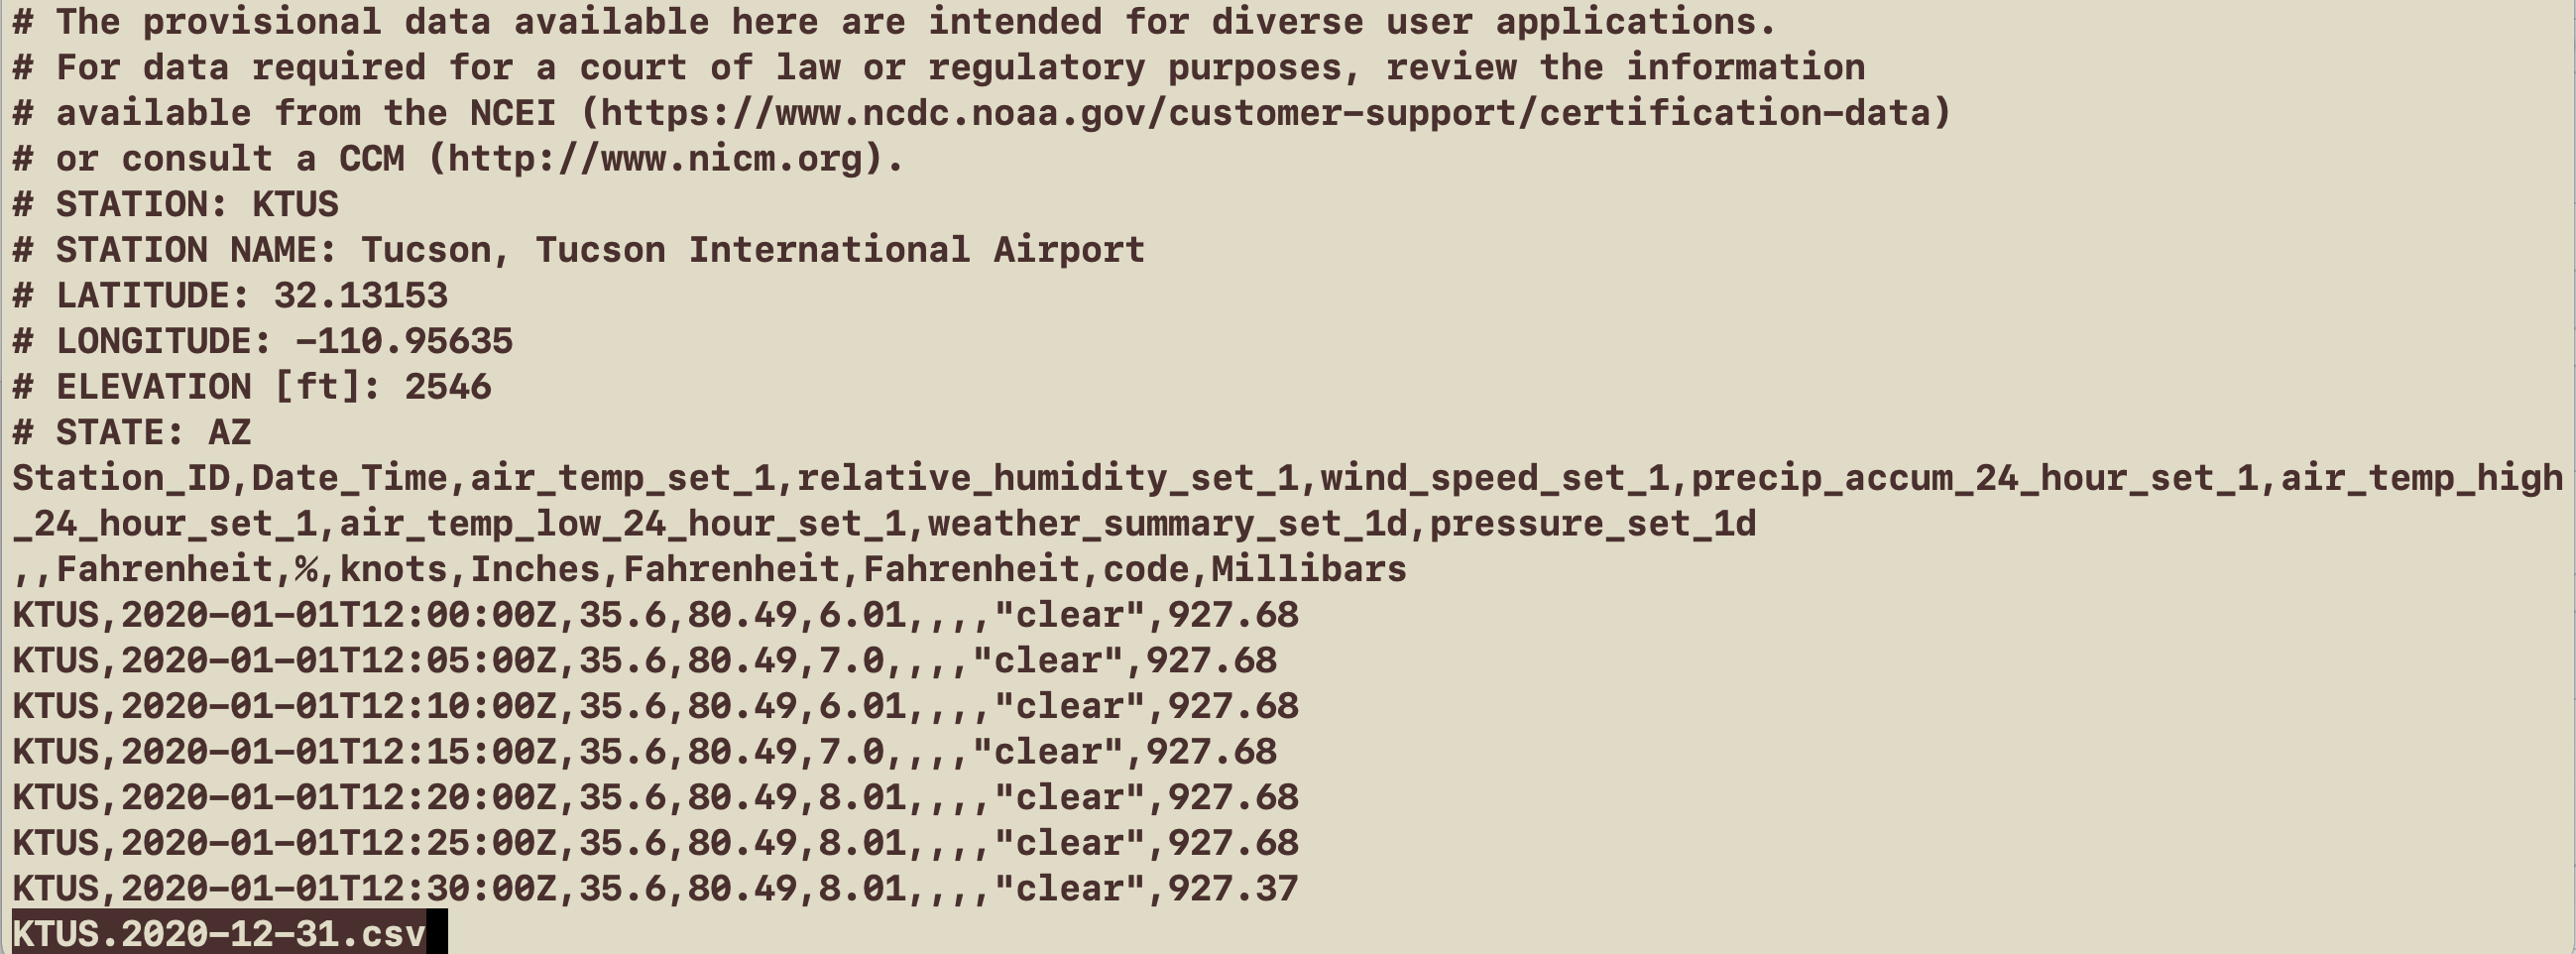 # The provisional data available here are intended for diverse user applications.
# For data required for a court of law or regulatory purposes, review the information
# available from the NCEI (https://www.ncdc.noaa.gov/customer-support/certification-data)
# or consult a CCM (http://www.nicm.org).
# STATION: KTUS
# STATION NAME: Tucson, Tucson International Airport
# LATITUDE: 32.13153
# LONGITUDE: -110.95635
# ELEVATION [ft]: 2546
# STATE: AZ
Station_ID,Date_Time,air_temp_set_1,relative_humidity_set_1,wind_speed_set_1,precip_accum_24_hour_set_1,air_temp_high
_24_hour_set_1,air_temp_low_24_hour_set_1,weather_summary_set_1d,pressure_set_1d
,,Fahrenheit,%,knots,Inches,Fahrenheit,Fahrenheit,code,Millibars
KTUS,2020-01-01T12:00:00Z,35.6,80.49,6.01,,,,"clear",927.68
KTUS,2020-01-01T12:05:00Z,35.6,80.49,7.0,,,,"clear",927.68
KTUS,2020-01-01T12:10:00Z,35.6,80.49,6.01,,,,"clear",927.68
KTUS,2020-01-01T12:15:00Z,35.6,80.49,7.0,,,,"clear",927.68
KTUS,2020-01-01T12:20:00Z,35.6,80.49,8.01,,,,"clear",927.68
KTUS,2020-01-01T12:25:00Z,35.6,80.49,8.01,,,,"clear",927.68
KTUS,2020-01-01T12:30:00Z,35.6,80.49,8.01,,,,"clear",927.37
KTUS.2020-12-31.csv